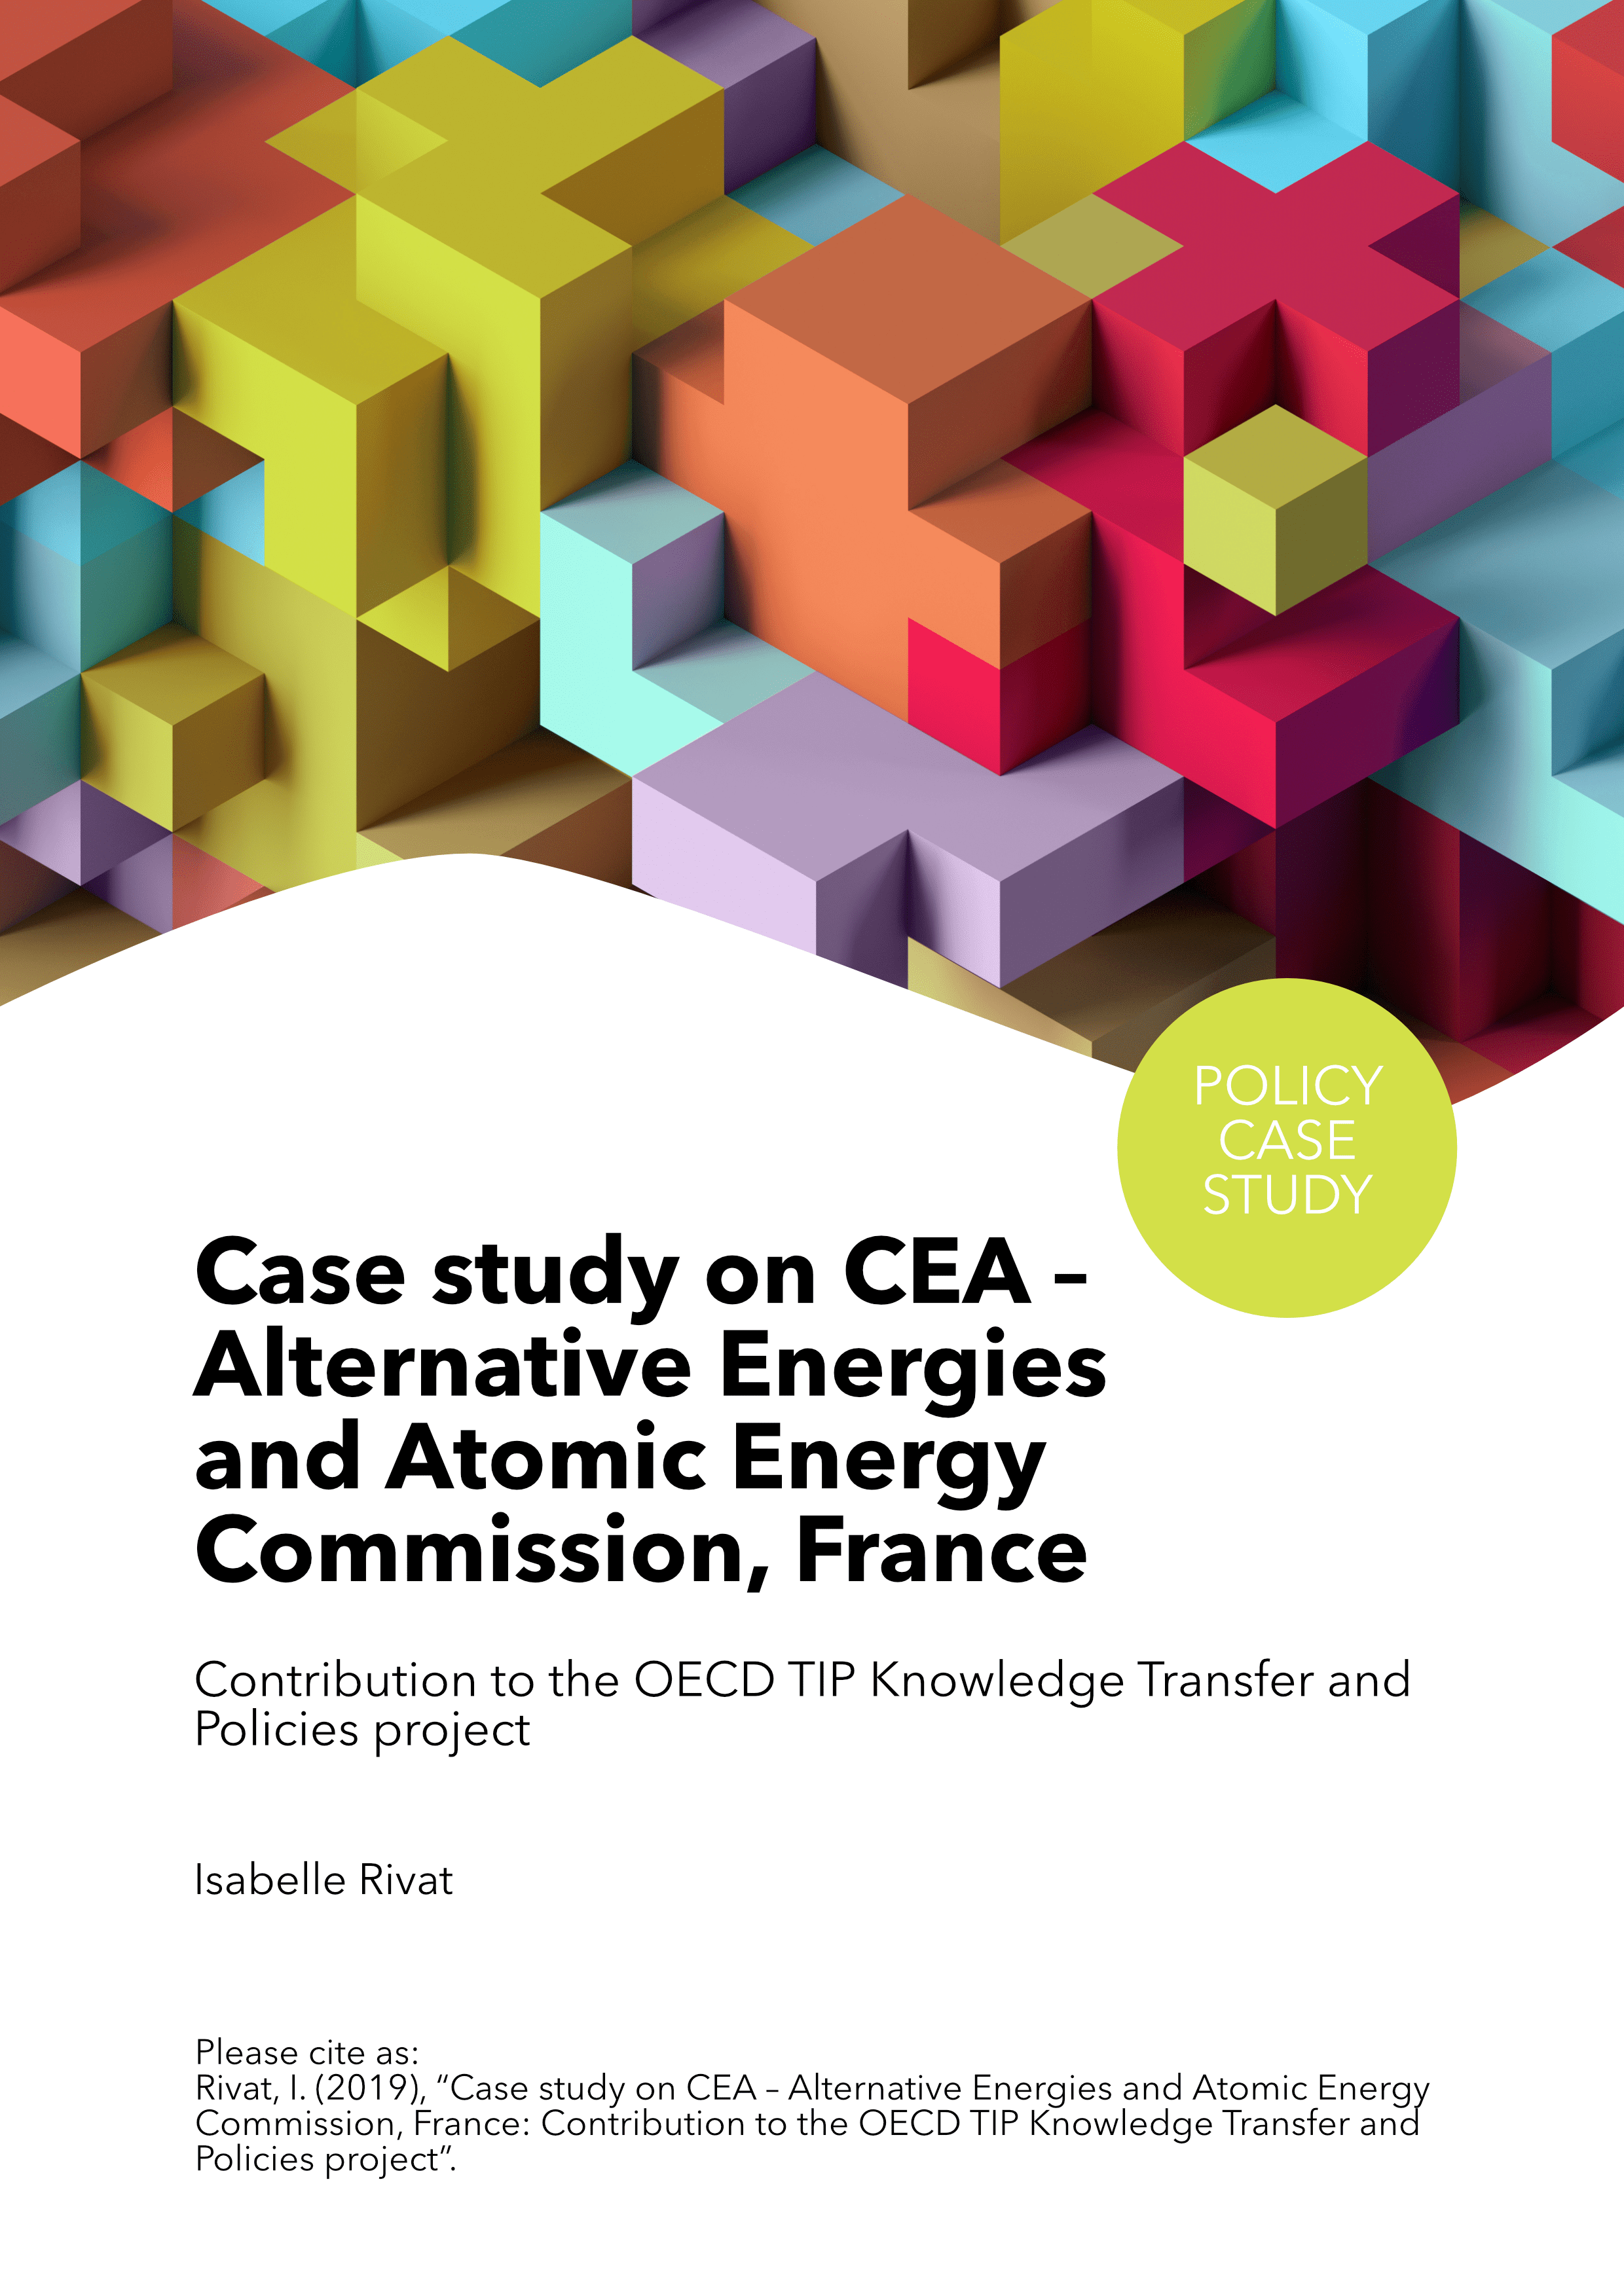 POLICY
CASE
STUDY
Case study on CEA –
Alternative Energies
and Atomic Energy
Commission, France
Contribution to the OECD TIP Knowledge Transfer and
Policies project
Isabelle Rivat
Please cite as:
Rivat, I. (2019), “Case study on CEA – Alternative Energies and Atomic Energy
Commission, France: Contribution to the OECD TIP Knowledge Transfer and
Policies project”.